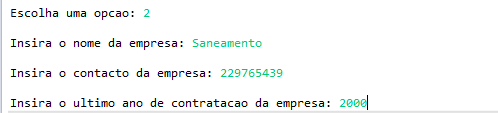 Escolha uma opcao: 2
Insira o nome da empresa: Saneamento
Insira o contacto da empresa: 229765439
Insira o ultimo ano de contratacao da empresa: 2000